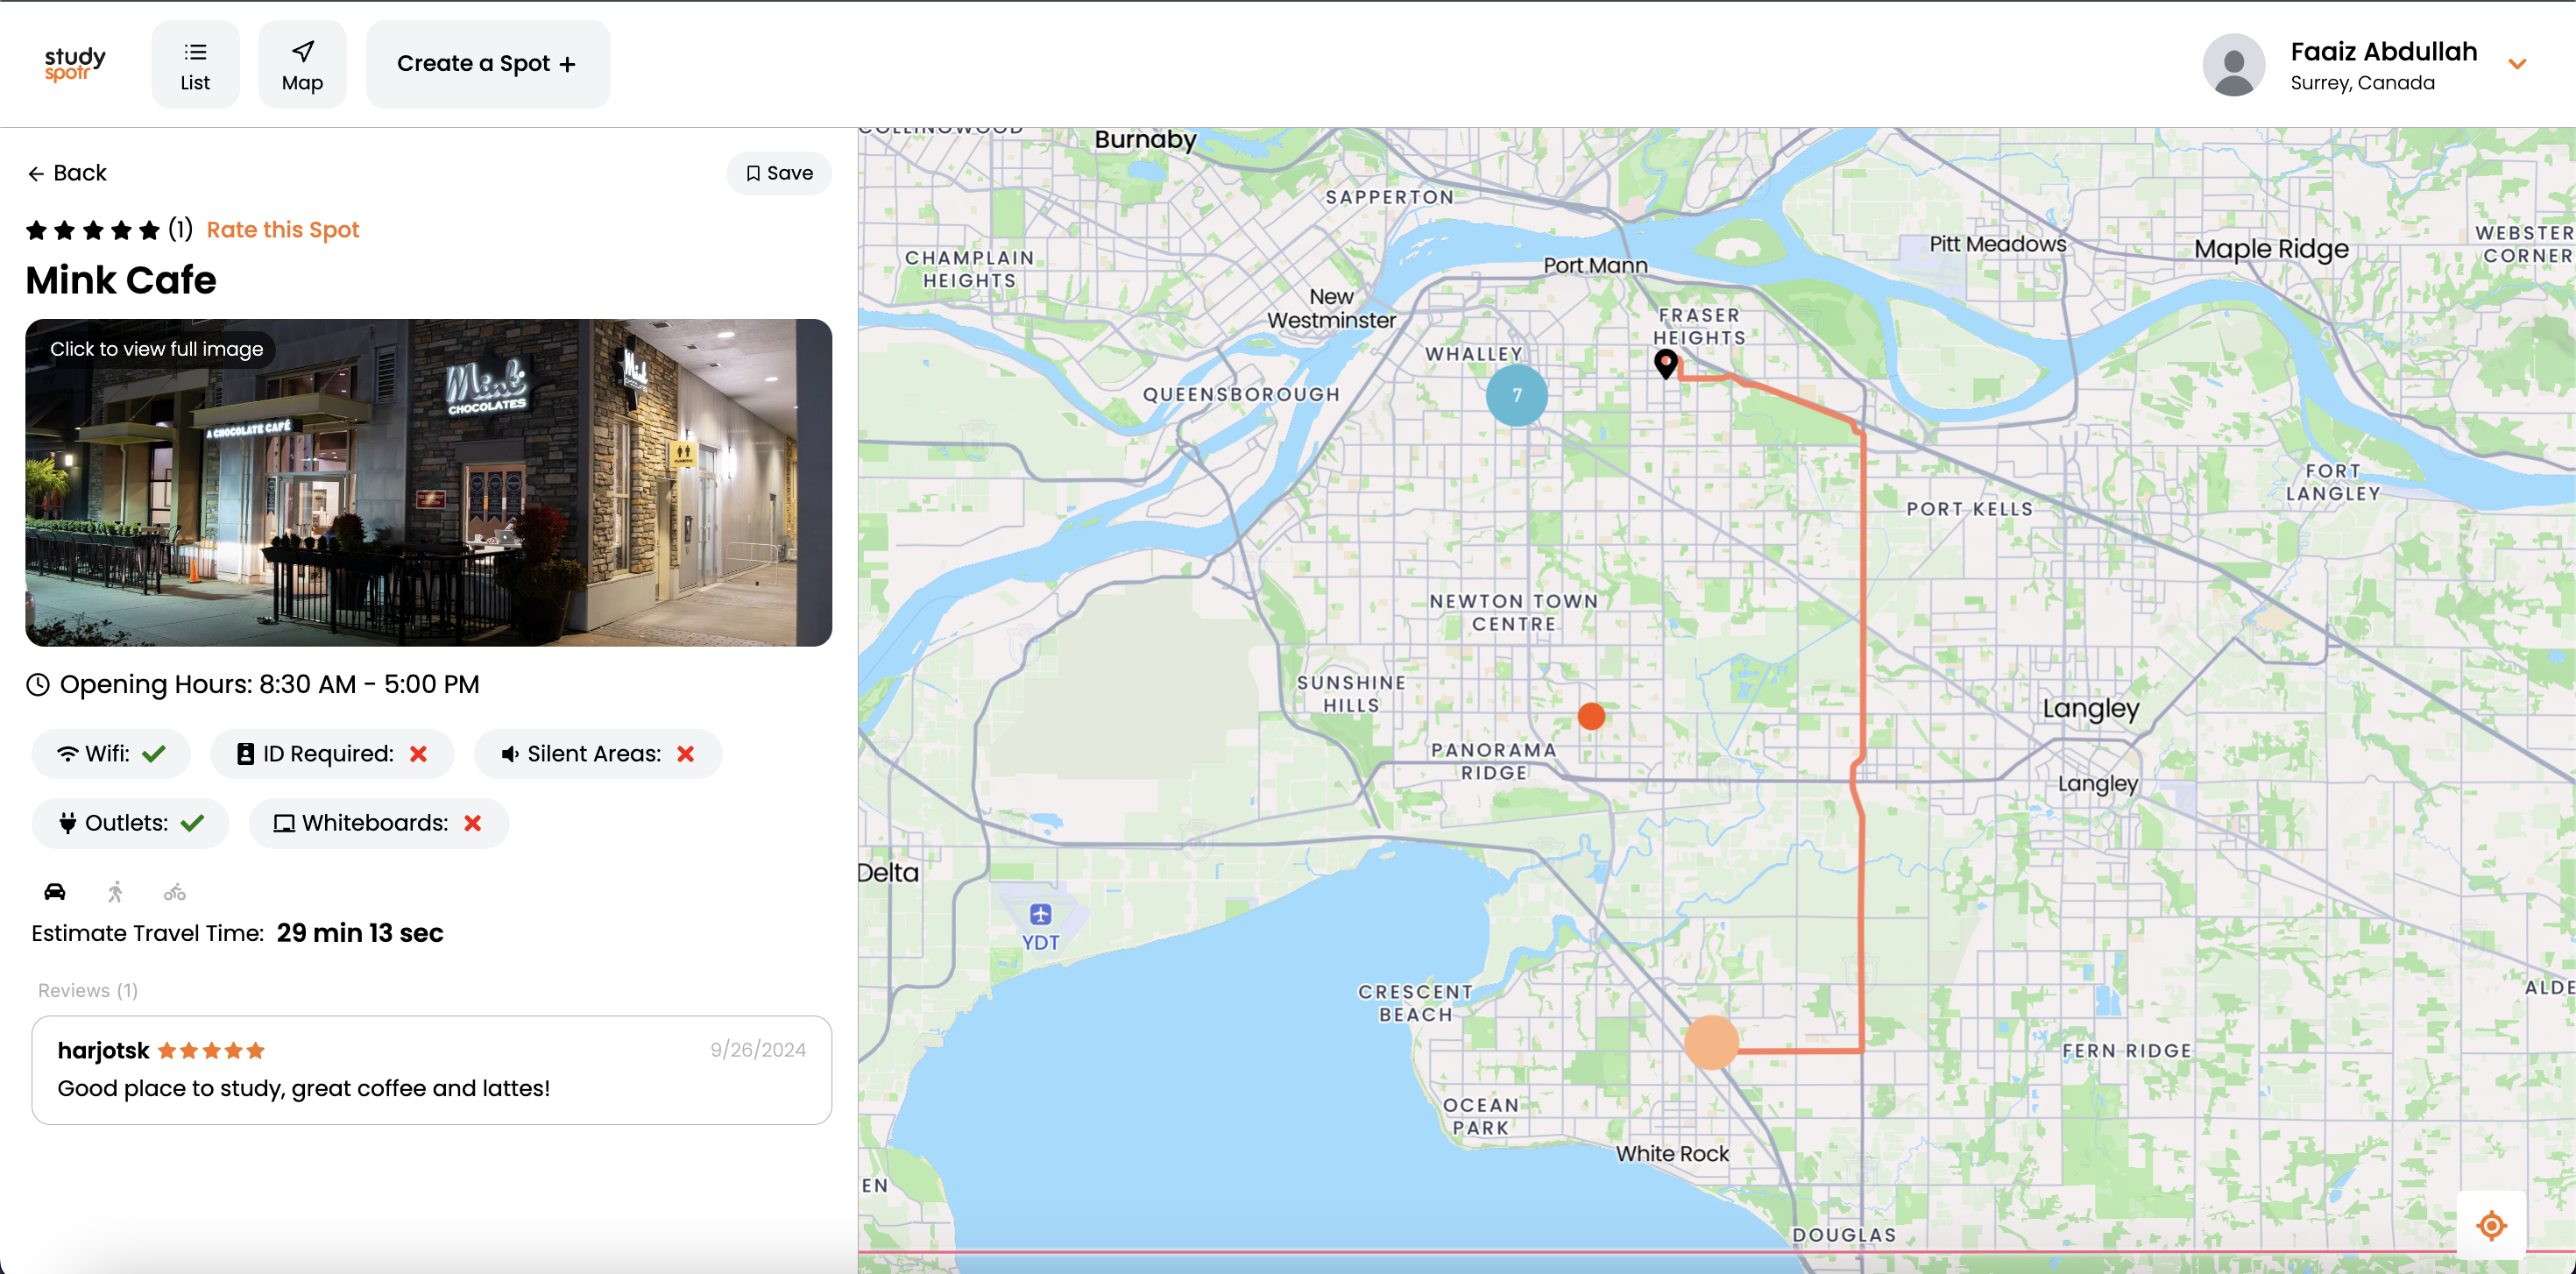 study
spotr
List
Map
Create a Spot +
Faaiz Abdullah
Surrey, Canada
Back
Save
(1) Rate this Spot
Mink Cafe
Click to view full image
Mink
CHOCOLATES
Mink
A CHOCOLATE CAFÉ
Opening Hours: 8:30 AM - 5:00 PM
Wifi:
ID Required:
Silent Areas:
Outlets:
Whiteboards:
Estimate Travel Time: 29 min 13 sec
Reviews (1)
harjotsk
9/26/2024
Good place to study, great coffee and lattes!
COLLINGWOOD
Burnaby
SAPPERTON
CHAMPLAIN
HEIGHTS
Port Mann
Pitt Meadows
Maple Ridge
WEBSTER
CORNER
New
Westminster
FRASER
HEIGHTS
WHALLEY
7
QUEENSBOROUGH
FORT
LANGLEY
PORT KELLS
NEWTON TOWN
CENTRE
SUNSHINE
HILLS
Langley
PANORAMA
RIDGE
Langley
Delta
YDT
CRESCENT
BEACH
ALDE
FERN RIDGE
OCEAN
PARK
White Rock
EN
DOUGLAS